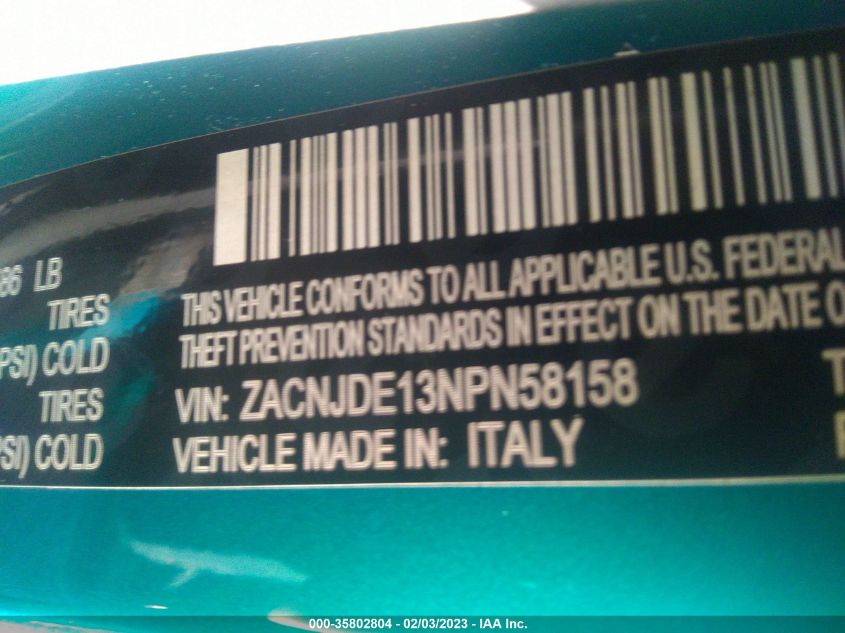 86 LB
TIRES
PSI) COLD
TIRES
PSI) COLD
THIS VEHICLE CONFORMS TO ALL APPLICABLE U.S. FEDERAL
THEFT PREVENTION STANDARDS IN EFFECT ON THE DATE O
VIN: ZACNJDE13NPN58158
VEHICLE MADE IN: ITALY
T
000-35802804 - 02/03/2023 - IAA Inc.